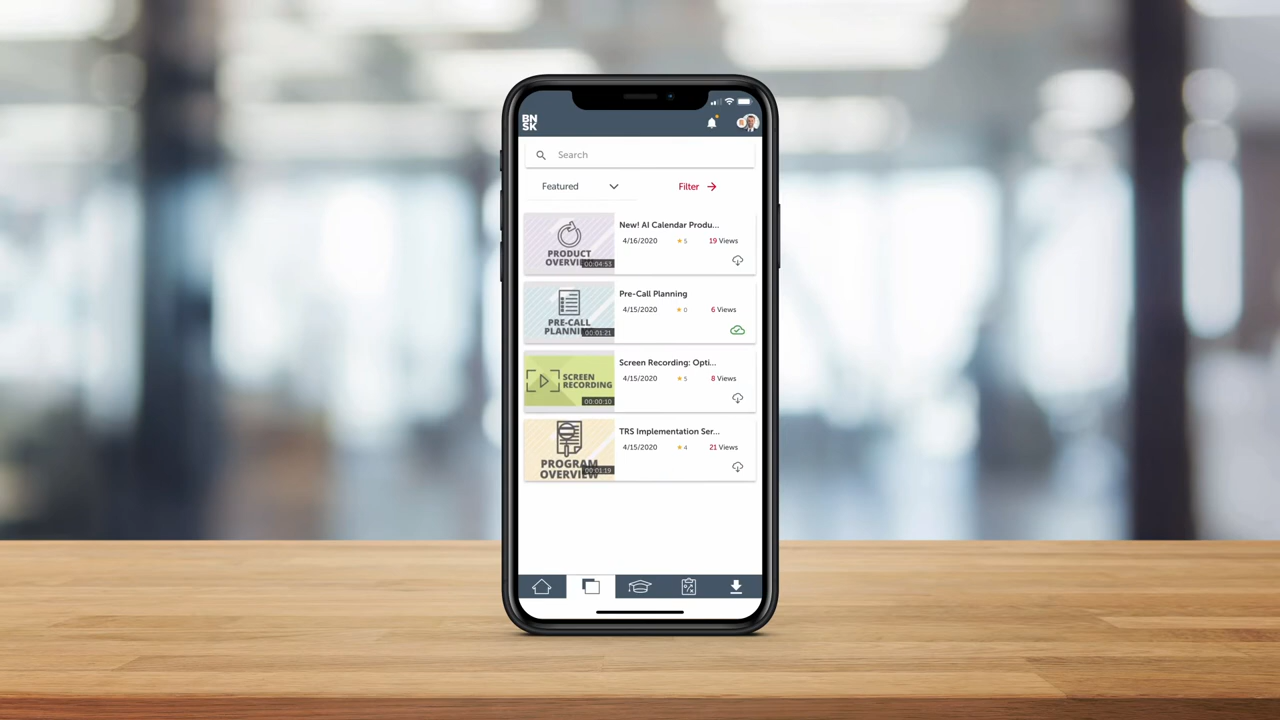 BN
SK
Search
Featured
Filter
PRODUCT
OVERVI
00:04:53
New! AI Calendar Produ...
4/16/2020 5 19 Views
PRE-CALL
PLANNI
00:01:21
Pre-Call Planning
4/15/2020 0 6 Views
SCREEN
RECORDING
00:00:10
Screen Recording: Opti...
4/15/2020 5 8 Views
PROGRAM
OVERVIEW
00:01:19
TRS Implementation Ser...
4/15/2020 4 21 Views